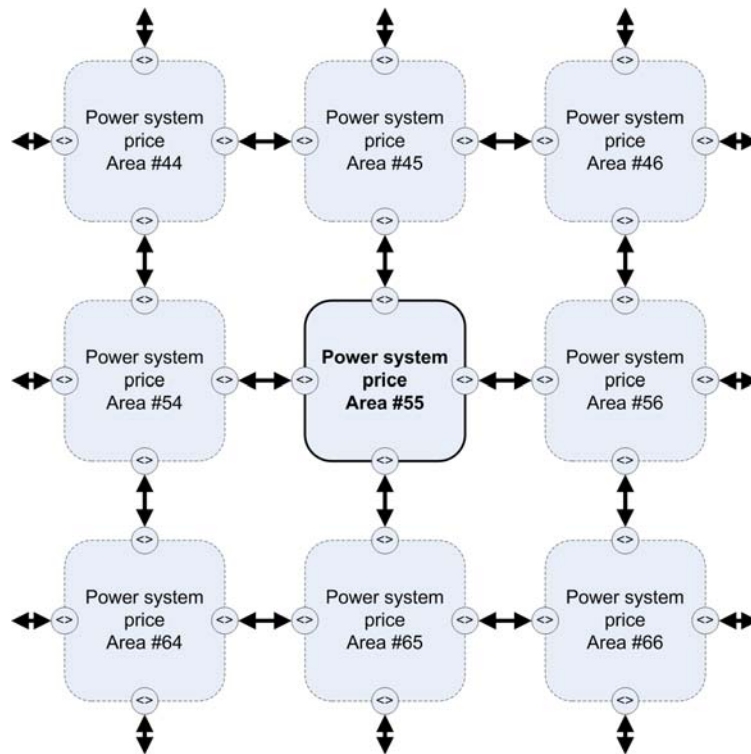 <>
<>
<>
Power system
price
Area #44
<>
<>
<>
Power system
price
Area #45
<>
<>
<>
Power system
price
Area #46
<>
<>
<>
<>
<>
<>
<>
Power system
price
Area #54
<>
<>
Power system
price
Area #55
<>
<>
Power system
price
Area #56
<>
<>
<>
<>
<>
<>
<>
<>
Power system
price
Area #64
<>
<>
Power system
price
Area #65
<>
<>
Power system
price
Area #66
<>
<>
<>
<>